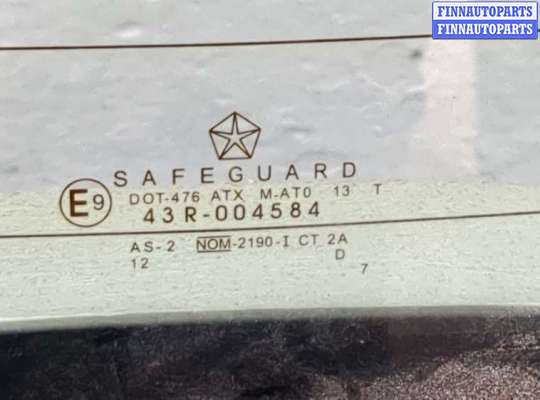 FINNAUTOPARTS
FINNAUTOPARTS
SAFEGUARD
E9 DOT-476 ATX M-AT0 13 T
43R-004584
AS-2 NOM-2190-I CT 2A
12 D
7